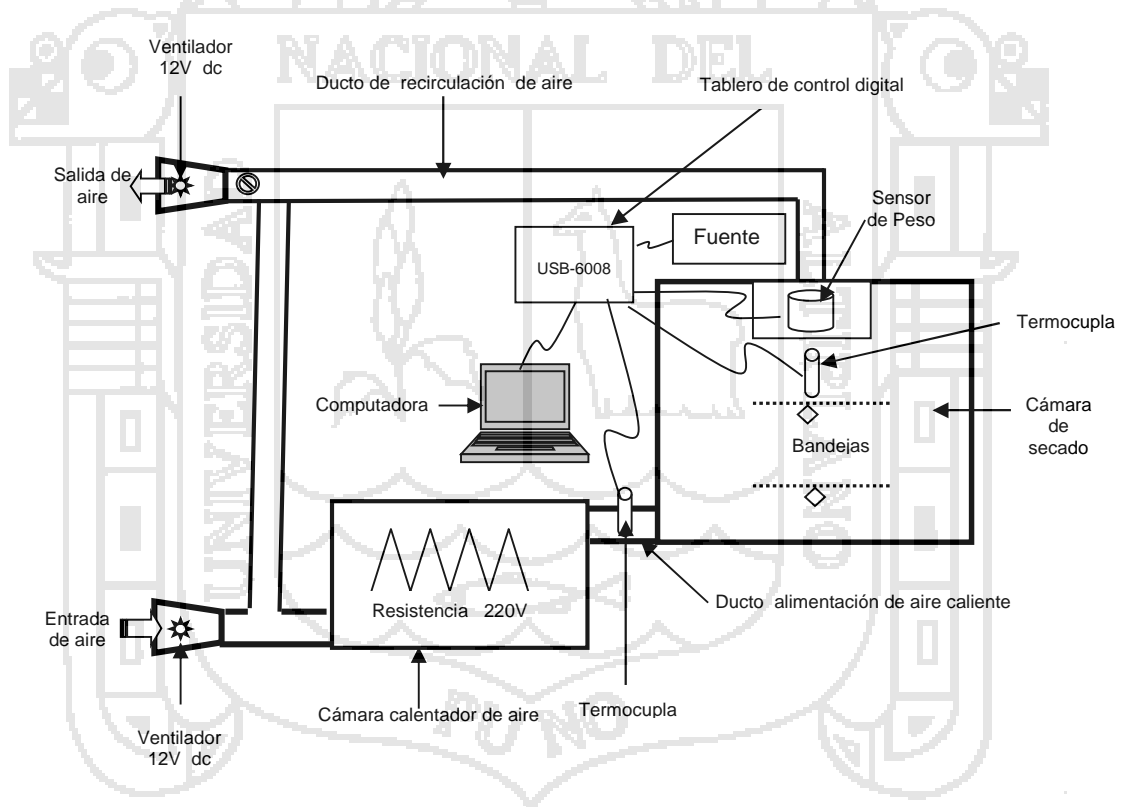 NACIONAL DEL
Ventilador
12V dc
Ducto de recirculación de aire
Tablero de control digital
Salida de
aire
Sensor
de Peso
Fuente
USB-6008
Termocupla
Computadora
Cámara
de
secado
Bandejas
UNIVERSIDAD
Resistencia 220V
Ducto alimentación de aire caliente
Entrada
de aire
Cámara calentador de aire
Termocupla
Ventilador
12V dc
PUNO